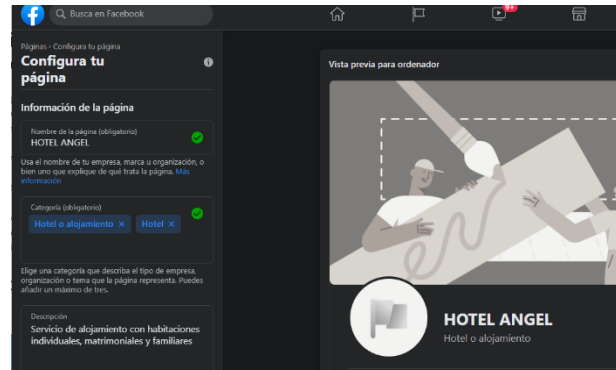 Busca en Facebook
9+
Páginas · Configura tu página
Configura tu
página
Información de la página
Nombre de la página (obligatorio)
HOTEL ANGEL
Usa el nombre de tu empresa, marca u organización, o
bien uno que explique de qué trata la página. Más
información
Categoría (obligatorio)
Hotel o alojamiento × Hotel ×
Elige una categoría que describa el tipo de empresa,
organización o tema que la página representa. Puedes
añadir un máximo de tres.
Descripción
Servicio de alojamiento con habitaciones
individuales, matrimoniales y familiares
Vista previa para ordenador
HOTEL ANGEL
Hotel o alojamiento